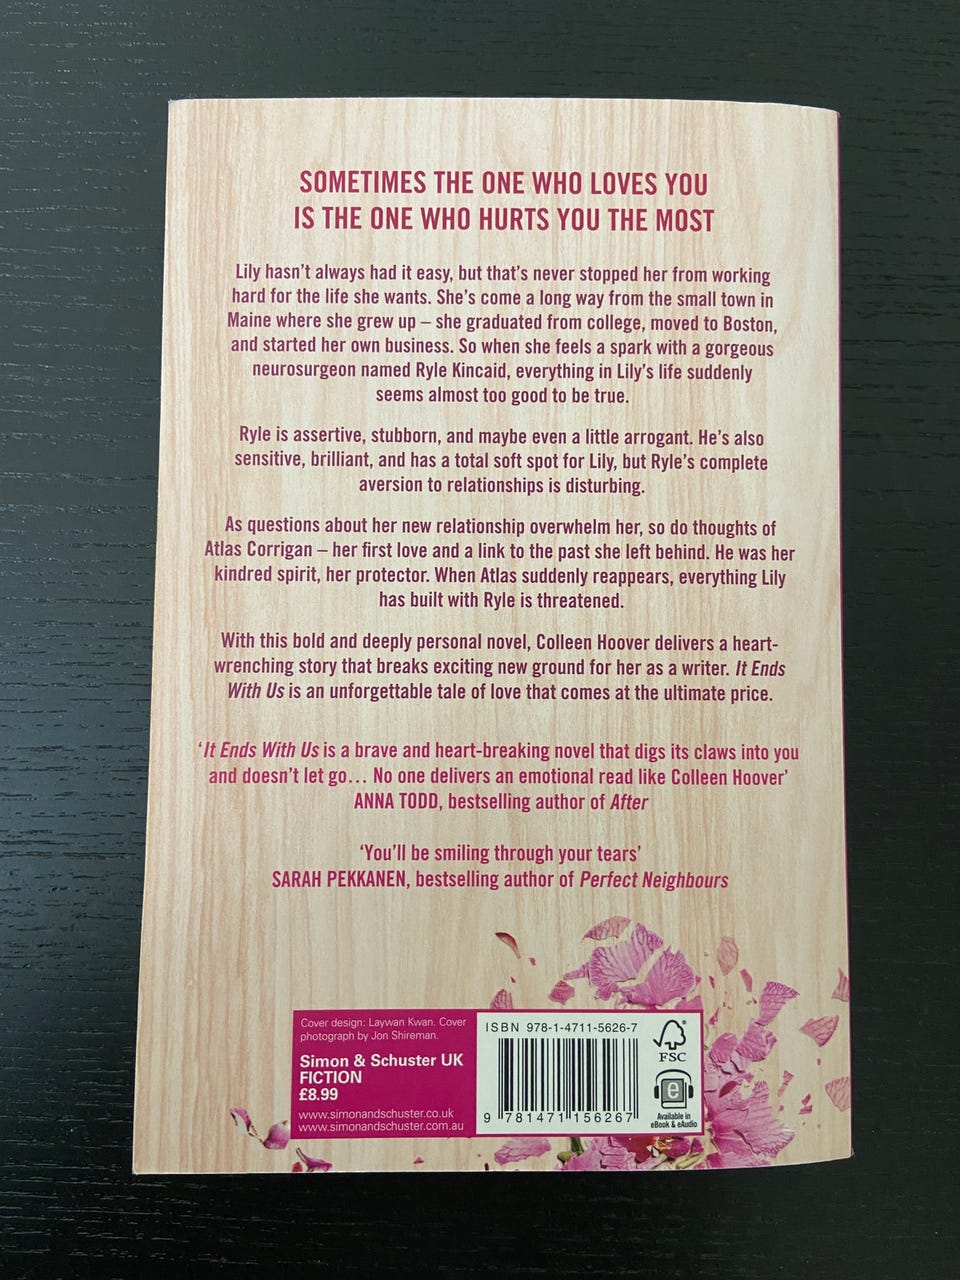 SOMETIMES THE ONE WHO LOVES YOU
IS THE ONE WHO HURTS YOU THE MOST
Lily hasn't always had it easy, but that's never stopped her from working
hard for the life she wants. She's come a long way from the small town in
Maine where she grew up – she graduated from college, moved to Boston,
and started her own business. So when she feels a spark with a gorgeous
neurosurgeon named Ryle Kincaid, everything in Lily's life suddenly
seems almost too good to be true.
Ryle is assertive, stubborn, and maybe even a little arrogant. He's also
sensitive, brilliant, and has a total soft spot for Lily, but Ryle's complete
aversion to relationships is disturbing.
As questions about her new relationship overwhelm her, so do thoughts of
Atlas Corrigan – her first love and a link to the past she left behind. He was her
kindred spirit, her protector. When Atlas suddenly reappears, everything Lily
has built with Ryle is threatened.
With this bold and deeply personal novel, Colleen Hoover delivers a heart-
wrenching story that breaks exciting new ground for her as a writer. It Ends
With Us is an unforgettable tale of love that comes at the ultimate price.
'It Ends With Us is a brave and heart-breaking novel that digs its claws into you
and doesn't let go… No one delivers an emotional read like Colleen Hoover'
ANNA TODD, bestselling author of After
'You'll be smiling through your tears'
SARAH PEKKANEN, bestselling author of Perfect Neighbours
Cover design: Laywan Kwan. Cover
photograph by Jon Shireman.
Simon & Schuster UK
FICTION
£8.99
www.simonandschuster.co.uk
www.simonandschuster.com.au
ISBN 978-1-4711-5626-7
9 781471 156267
FSC
e
Available in
eBook & eAudio